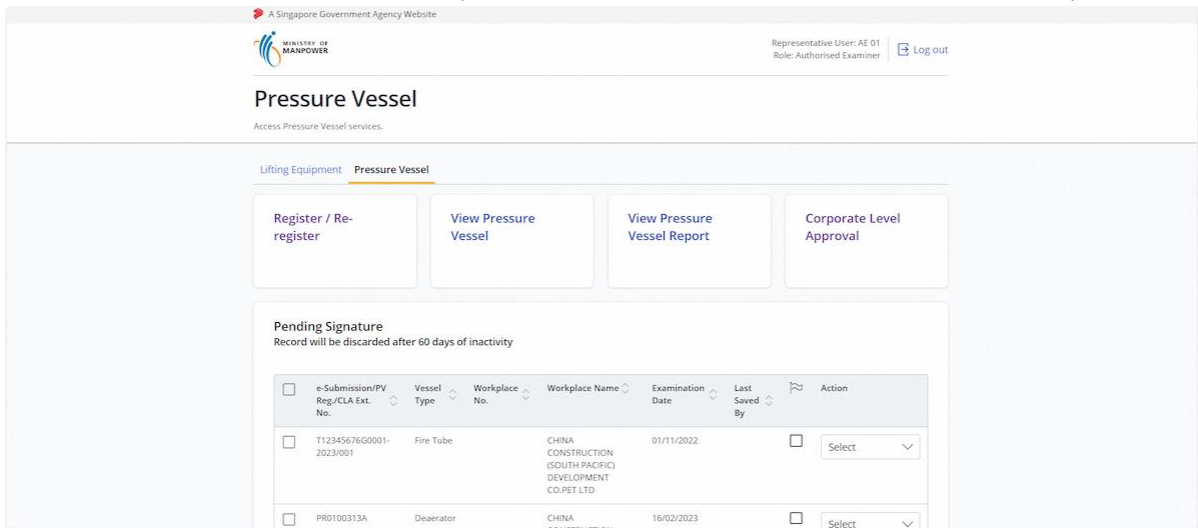 A Singapore Government Agency Website
MINISTRY OF
MANPOWER
Representative User: AE 01
Role: Authorised Examiner
Log out
Pressure Vessel
Access Pressure Vessel services.
Lifting Equipment Pressure Vessel
Register / Re-
register
View Pressure
Vessel
View Pressure
Vessel Report
Corporate Level
Approval
Pending Signature
Record will be discarded after 60 days of inactivity
e-Submission/PV
Reg./CLA Ext.
No.
Vessel
Type
Workplace
No.
Workplace Name
Examination
Date
Last
Saved
By
Action
T12345676G0001-
2023/001
Fire Tube
CHINA
CONSTRUCTION
(SOUTH PACIFIC)
DEVELOPMENT
CO.PET LTD
01/11/2022
Select
PR0100313A
Deaerator
CHINA
16/02/2023
Select